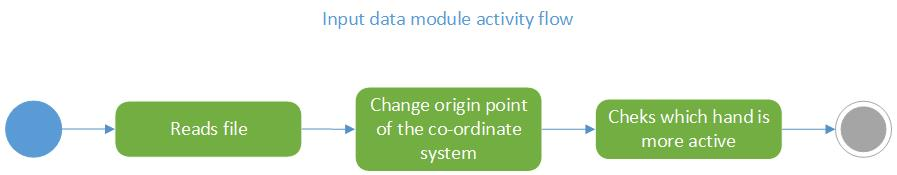 Input data module activity flow
Reads file
Change origin point
of the co-ordinate
system
Cheks which hand is
more active